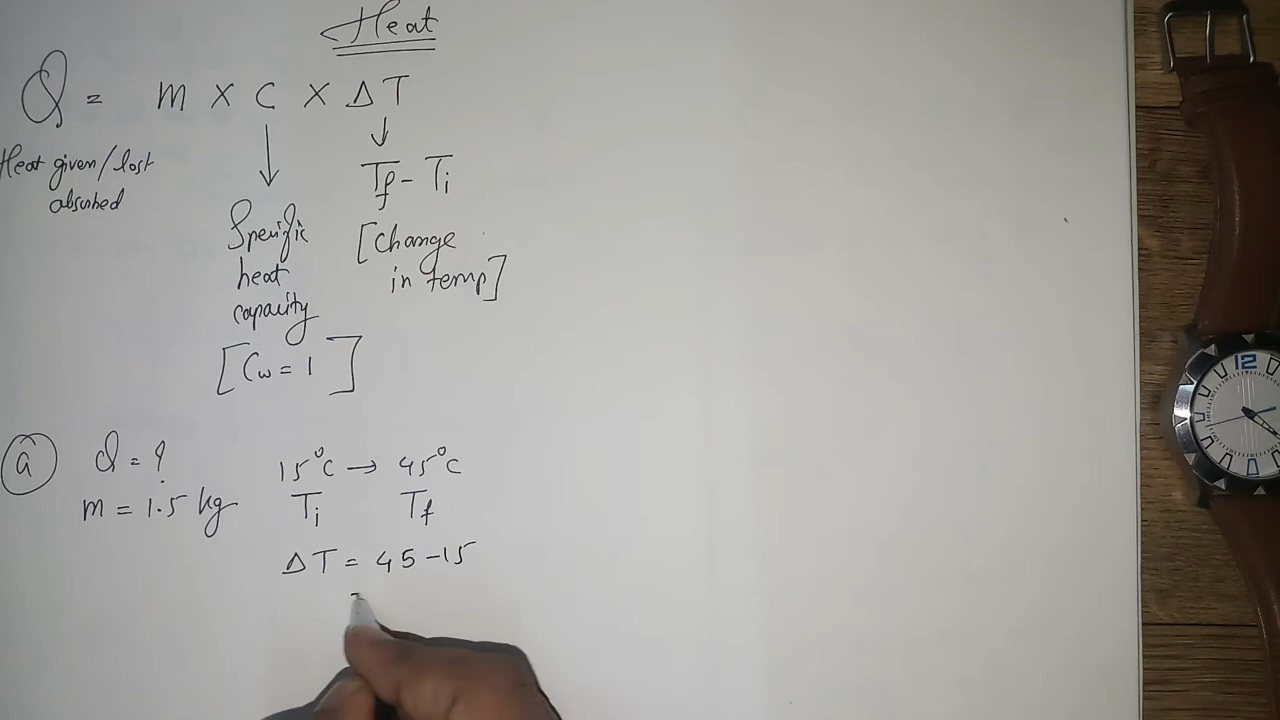 Heat
Q = m × C × ΔT
Heat given/lost
absorbed
Tf - Ti
Specific
heat
capacity
[Change
in temp]
[Cw = 1]
a
Q = ?
m = 1.5 kg
15°C → 45°C
Ti Tf
ΔT = 45 - 15
12